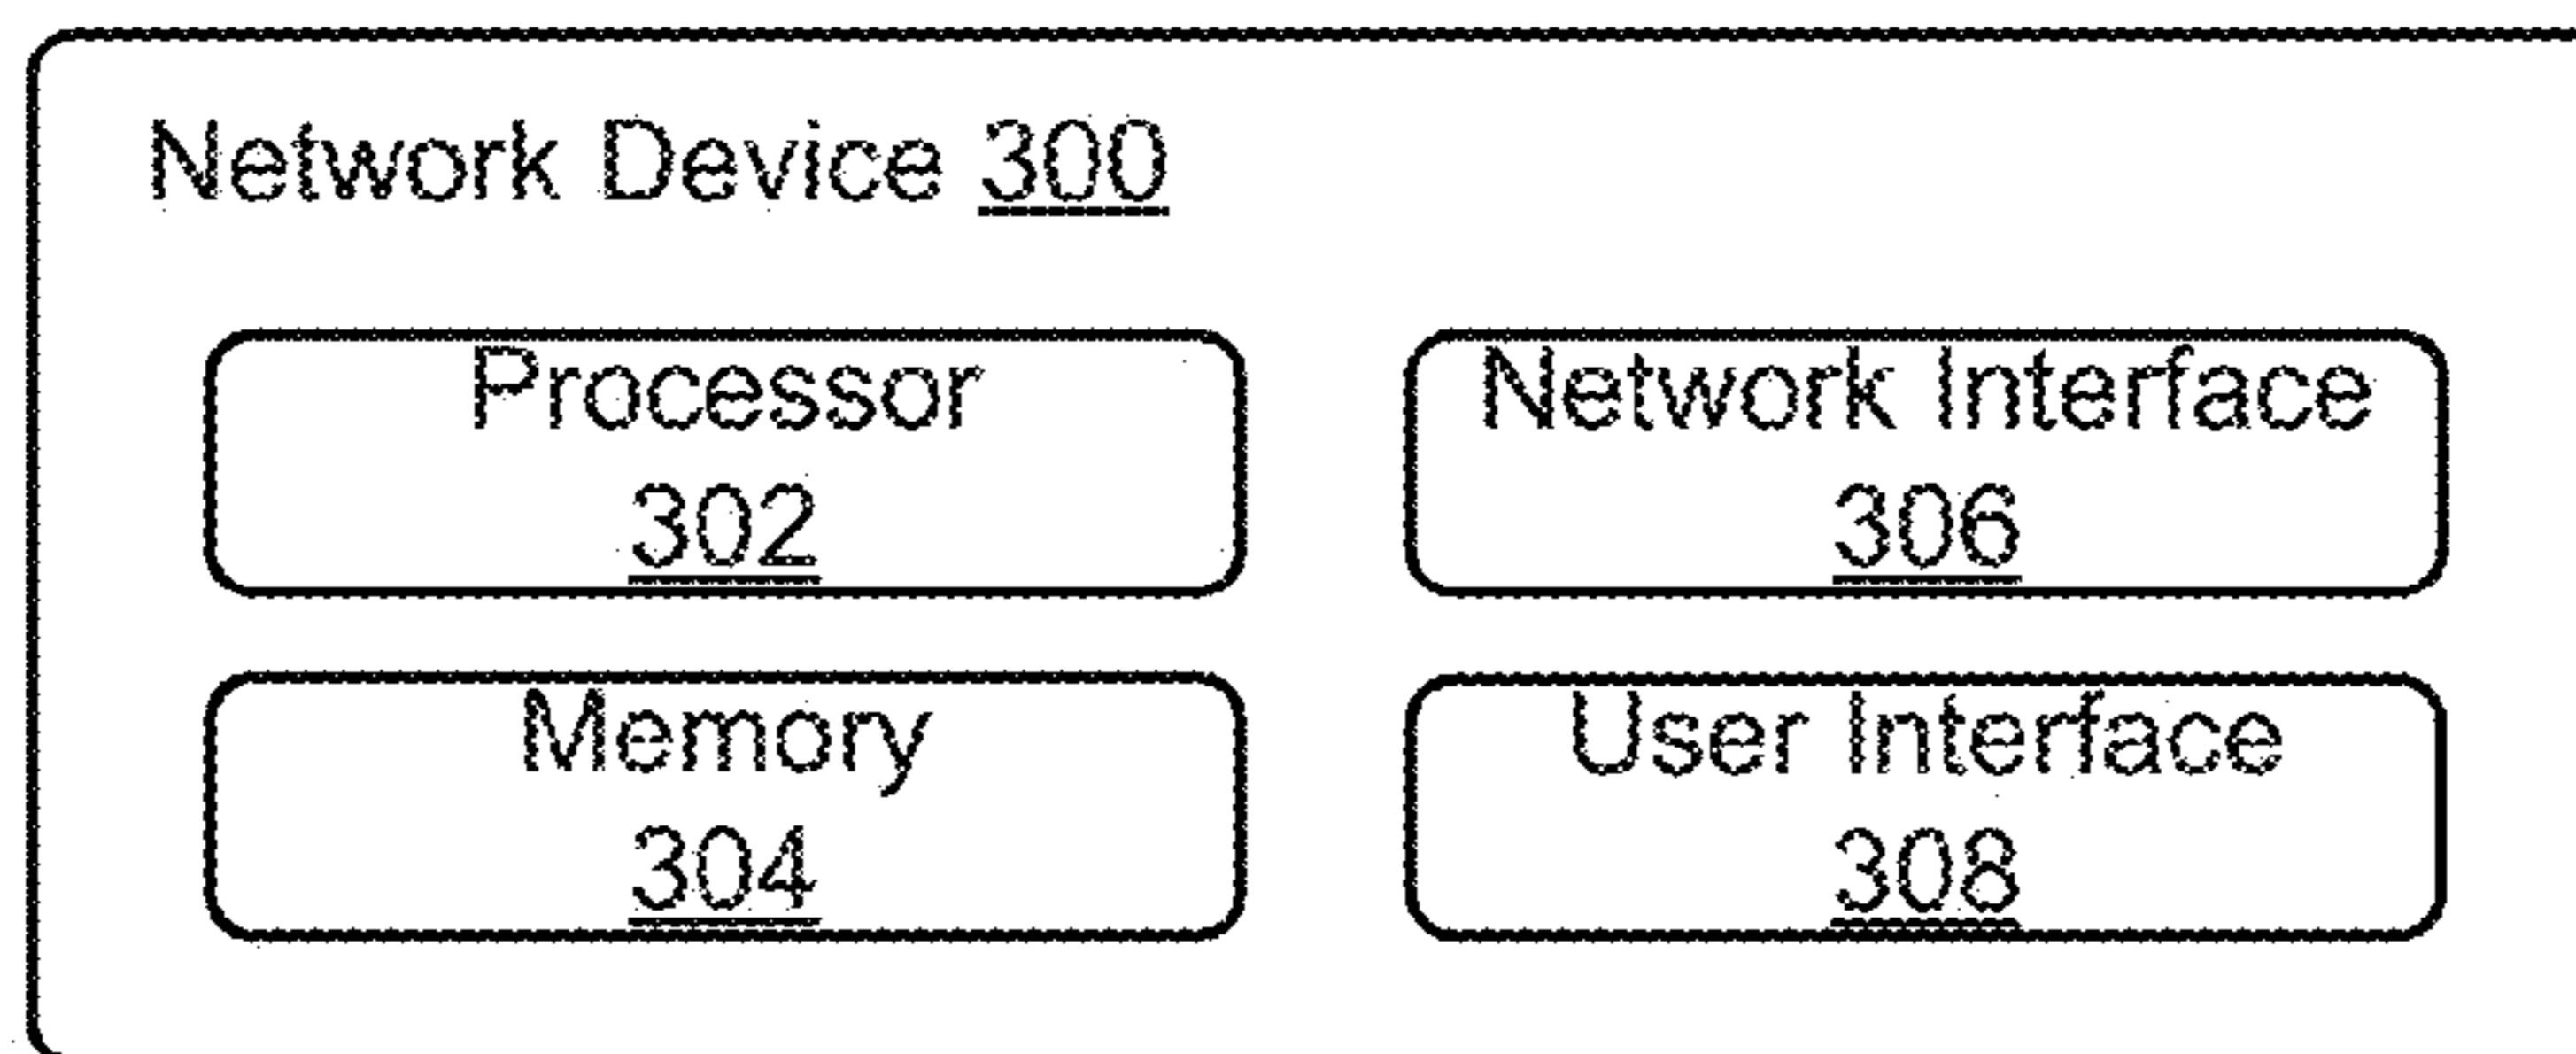 Network Device 300
Processor
302
Network Interface
306
Memory
304
User Interface
308